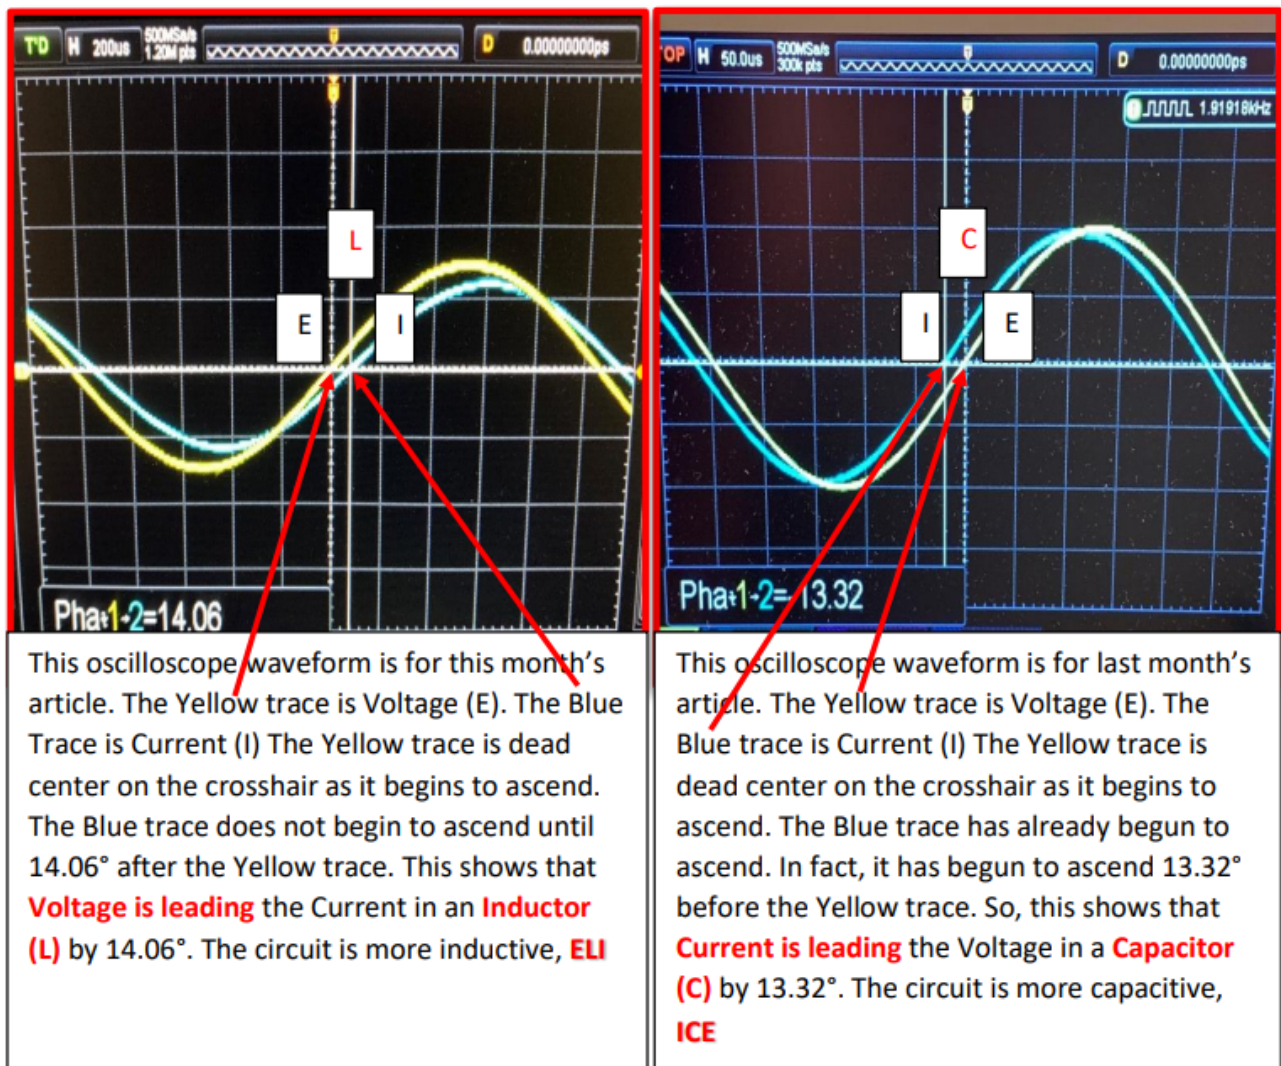 T'D H 200us 500MSa/s 1.20M pts D 0.00000000ps
L
E I
Pha1→2=14.06
This oscilloscope waveform is for this month's
article. The Yellow trace is Voltage (E). The Blue
Trace is Current (I) The Yellow trace is dead
center on the crosshair as it begins to ascend.
The Blue trace does not begin to ascend until
14.06° after the Yellow trace. This shows that
Voltage is leading the Current in an Inductor
(L) by 14.06°. The circuit is more inductive, ELI
OP H 50.0us 500MSa/s 300k pts D 0.00000000ps
1.91918kHz
C
I E
Pha1→2=-13.32
This oscilloscope waveform is for last month's
article. The Yellow trace is Voltage (E). The
Blue trace is Current (I) The Yellow trace is
dead center on the crosshair as it begins to
ascend. The Blue trace has already begun to
ascend. In fact, it has begun to ascend 13.32°
before the Yellow trace. So, this shows that
Current is leading the Voltage in a Capacitor
(C) by 13.32°. The circuit is more capacitive,
ICE